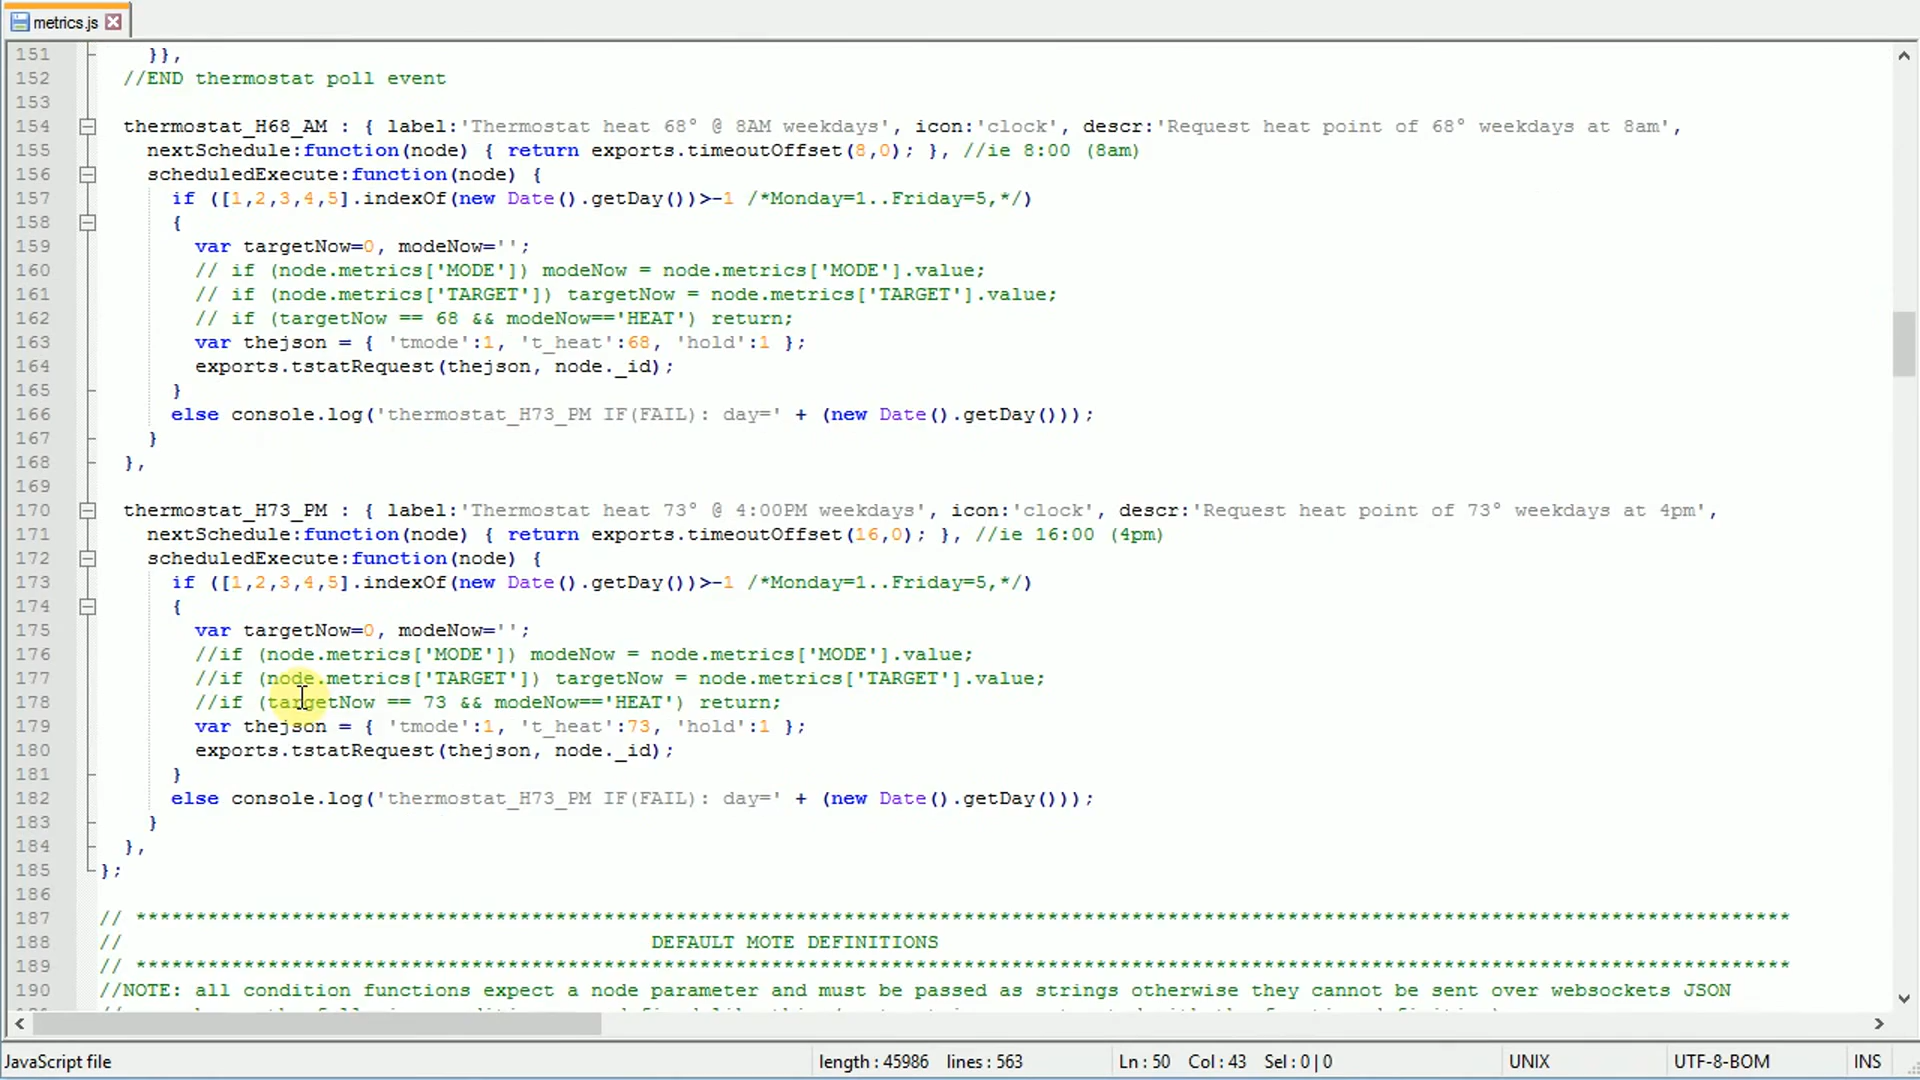 metrics.js
151 }},
152 //END thermostat poll event
153
154 thermostat_H68_AM : { label:'Thermostat heat 68° @ 8AM weekdays', icon:'clock', descr:'Request heat point of 68° weekdays at 8am',
155 nextSchedule:function(node) { return exports.timeoutOffset(8,0); }, //ie 8:00 (8am)
156 scheduledExecute:function(node) {
157 if ([1,2,3,4,5].indexOf(new Date().getDay())>-1 /*Monday=1..Friday=5,*/)
158 {
159 var targetNow=0, modeNow='';
160 // if (node.metrics['MODE']) modeNow = node.metrics['MODE'].value;
161 // if (node.metrics['TARGET']) targetNow = node.metrics['TARGET'].value;
162 // if (targetNow == 68 && modeNow=='HEAT') return;
163 var thejson = { 'tmode':1, 't_heat':68, 'hold':1 };
164 exports.tstatRequest(thejson, node._id);
165 }
166 else console.log('thermostat_H73_PM IF(FAIL): day=' + (new Date().getDay()));
167 }
168 },
169
170 thermostat_H73_PM : { label:'Thermostat heat 73° @ 4:00PM weekdays', icon:'clock', descr:'Request heat point of 73° weekdays at 4pm',
171 nextSchedule:function(node) { return exports.timeoutOffset(16,0); }, //ie 16:00 (4pm)
172 scheduledExecute:function(node) {
173 if ([1,2,3,4,5].indexOf(new Date().getDay())>-1 /*Monday=1..Friday=5,*/)
174 {
175 var targetNow=0, modeNow='';
176 //if (node.metrics['MODE']) modeNow = node.metrics['MODE'].value;
177 //if (node.metrics['TARGET']) targetNow = node.metrics['TARGET'].value;
178 //if (targetNow == 73 && modeNow=='HEAT') return;
179 var thejson = { 'tmode':1, 't_heat':73, 'hold':1 };
180 exports.tstatRequest(thejson, node._id);
181 }
182 else console.log('thermostat_H73_PM IF(FAIL): day=' + (new Date().getDay()));
183 }
184 },
185 };
186
187 // ******************************************************************************************************************************************
188 // DEFAULT MOTE DEFINITIONS
189 // ******************************************************************************************************************************************
190 //NOTE: all condition functions expect a node parameter and must be passed as strings otherwise they cannot be sent over websockets JSON
JavaScript file length : 45986 lines : 563 Ln : 50 Col : 43 Sel : 0 | 0 UNIX UTF-8-BOM INS